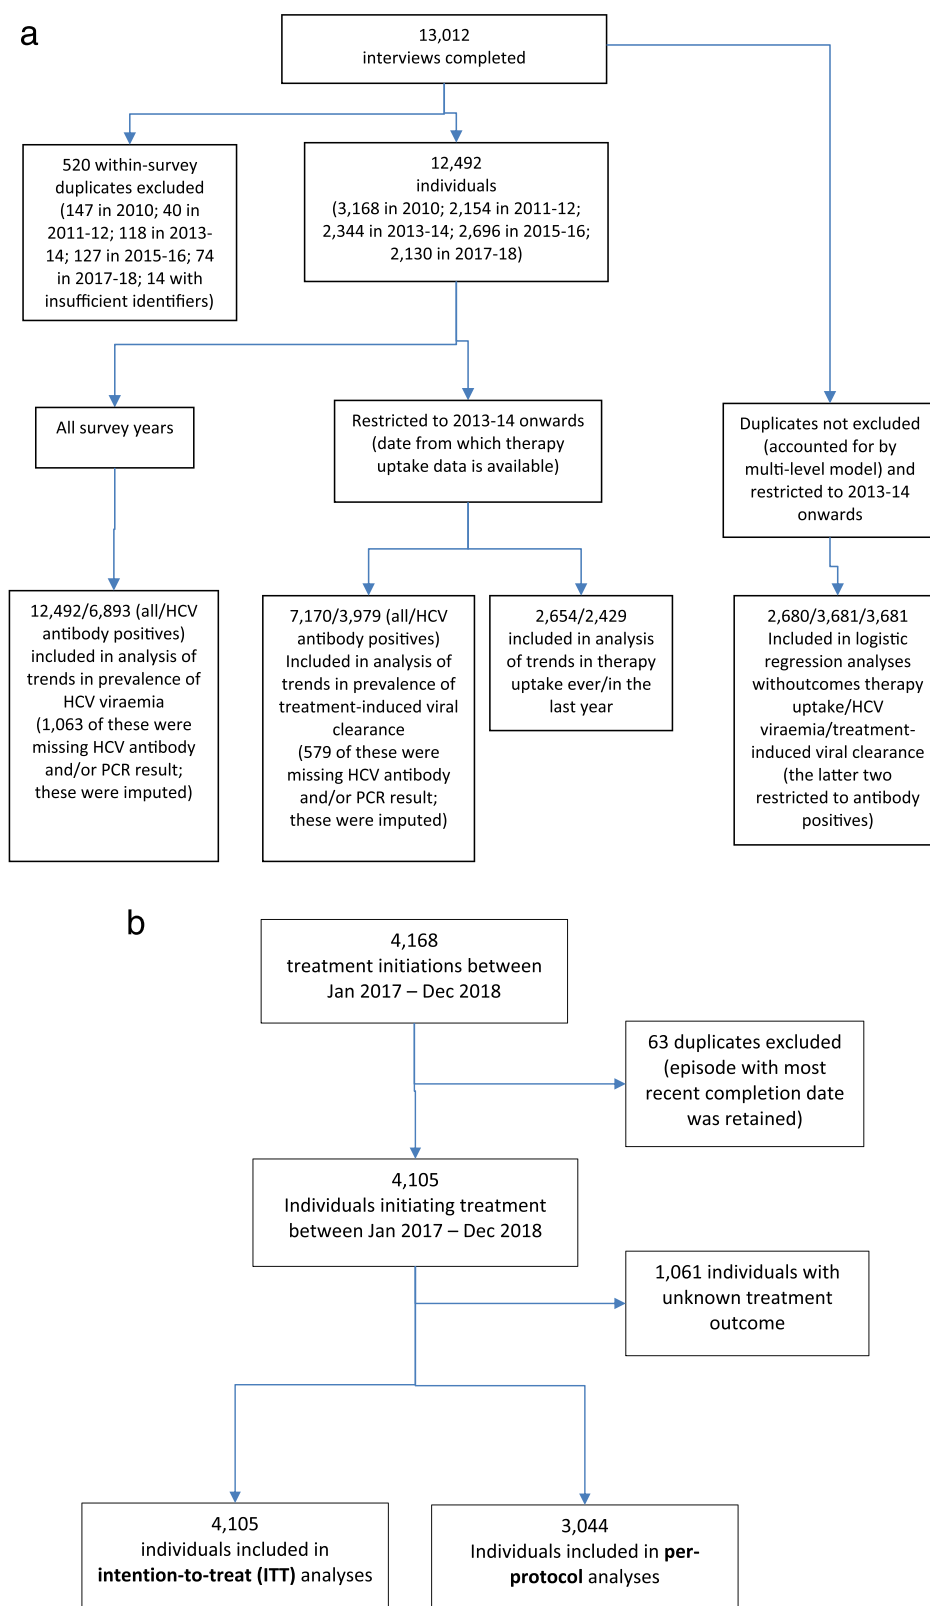 a
13,012
interviews completed
520 within-survey
duplicates excluded
(147 in 2010; 40 in
2011-12; 118 in 2013-
14; 127 in 2015-16; 74
in 2017-18; 14 with
insufficient identifiers)
12,492
individuals
(3,168 in 2010; 2,154 in 2011-12;
2,344 in 2013-14; 2,696 in 2015-16;
2,130 in 2017-18)
All survey years
Restricted to 2013-14 onwards
(date from which therapy
uptake data is available)
Duplicates not excluded
(accounted for by
multi-level model) and
restricted to 2013-14
onwards
12,492/6,893 (all/HCV
antibody positives)
included in analysis of
trends in prevalence of
HCV viraemia
(1,063 of these were
missing HCV antibody
and/or PCR result;
these were imputed)
7,170/3,979 (all/HCV
antibody positives)
Included in analysis of
trends in prevalence of
treatment-induced viral
clearance
(579 of these were
missing HCV antibody
and/or PCR result;
these were imputed)
2,654/2,429
included in analysis
of trends in therapy
uptake ever/in the
last year
2,680/3,681/3,681
Included in logistic
regression analyses
withoutcomes therapy
uptake/HCV
viraemia/treatment-
induced viral clearance
(the latter two
restricted to antibody
positives)
b
4,168
treatment initiations between
Jan 2017 – Dec 2018
63 duplicates excluded
(episode with most
recent completion date
was retained)
4,105
Individuals initiating treatment
between Jan 2017 – Dec 2018
1,061 individuals with
unknown treatment
outcome
4,105
individuals included in
intention-to-treat (ITT) analyses
3,044
Individuals included in per-
protocol analyses